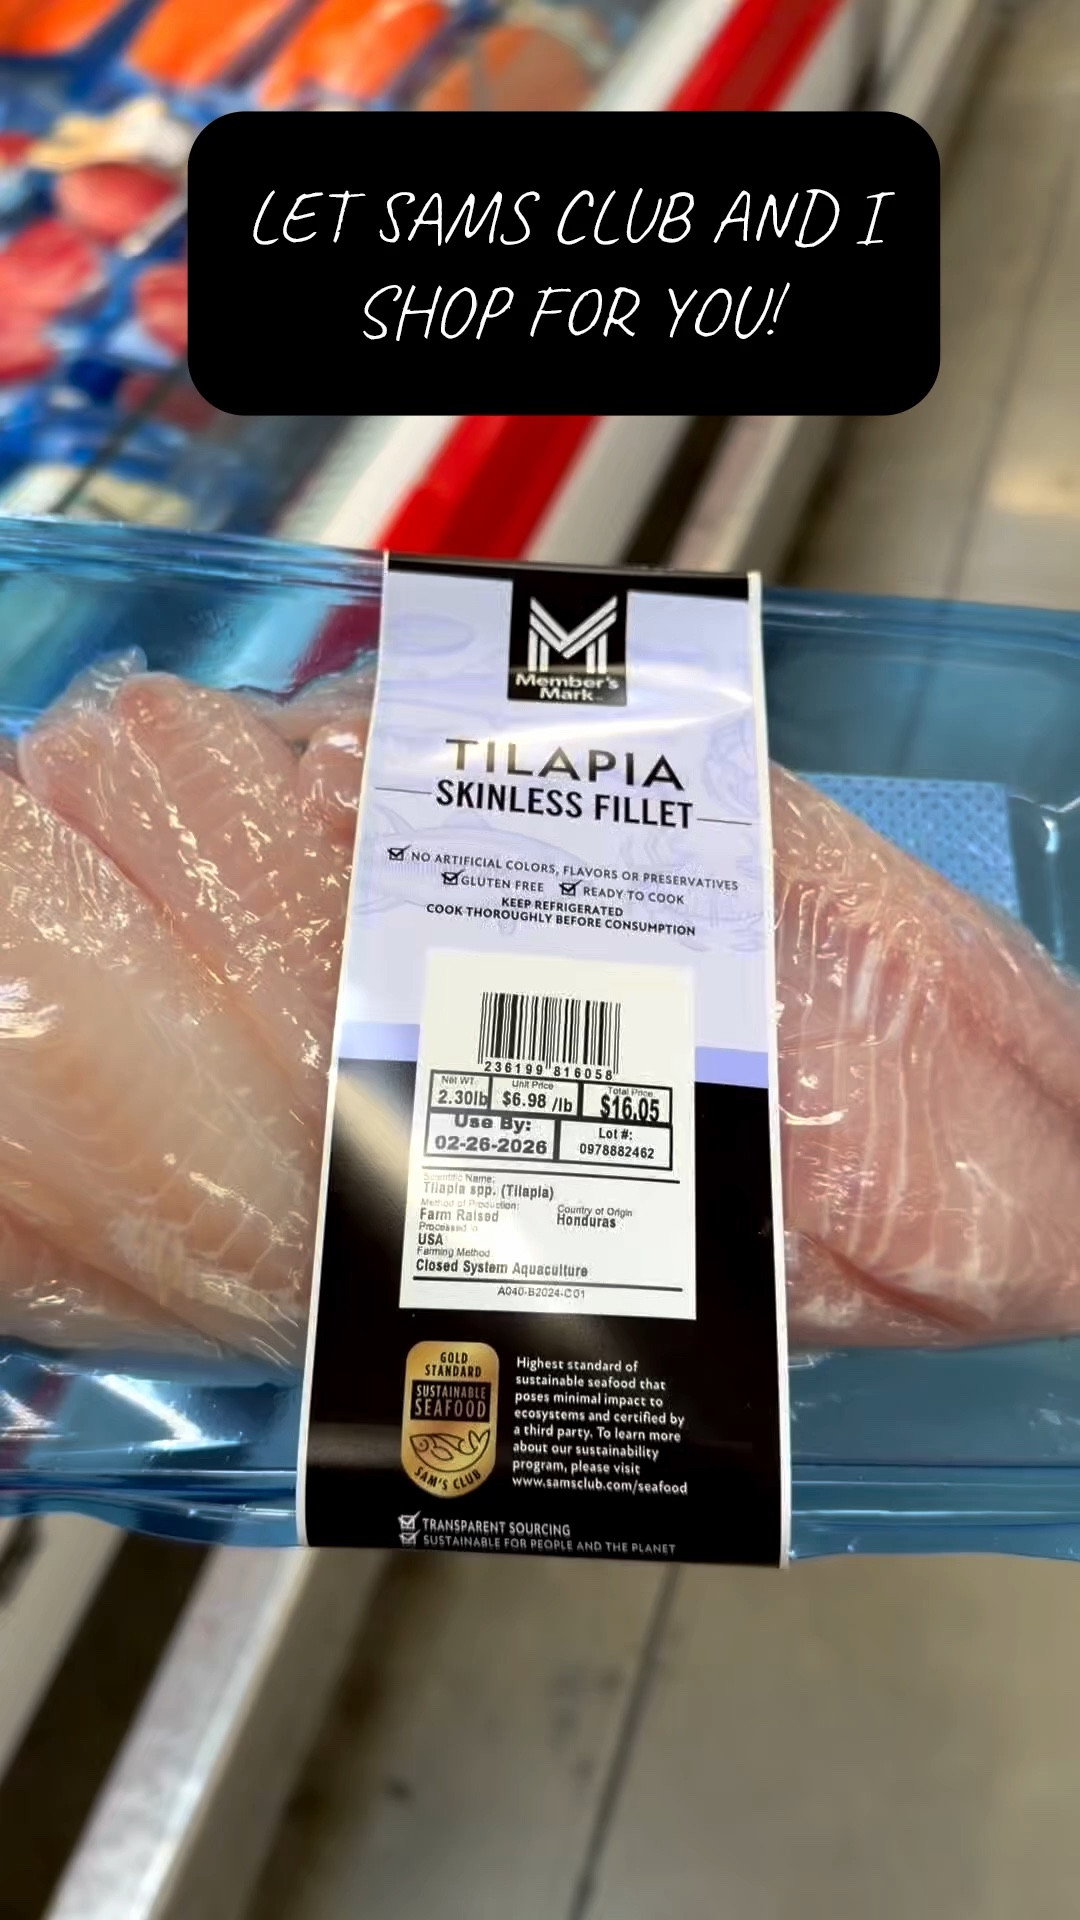 LET SAMS CLUB AND I
SHOP FOR YOU!
M
Member's
Mark
TILAPIA
SKINLESS FILLET
NO ARTIFICIAL COLORS, FLAVORS OR PRESERVATIVES
GLUTEN FREE READY TO COOK
KEEP REFRIGERATED
COOK THOROUGHLY BEFORE CONSUMPTION
236199 816058
Net WT. Unit Price Total Price
2.30lb $6.98 /lb $16.05
Use By: Lot #:
02-26-2026 0978882462
Scientific Name:
Tilapia spp. (Tilapia)
Method of Production: Country of Origin
Farm Raised Honduras
Processed in
USA
Farming Method
Closed System Aquaculture
A040-B2024-C01
GOLD
STANDARD
SUSTAINABLE
SEAFOOD
SAM'S CLUB
Highest standard of
sustainable seafood that
poses minimal impact to
ecosystems and certified by
a third party. To learn more
about our sustainability
program, please visit
www.samsclub.com/seafood
TRANSPARENT SOURCING
SUSTAINABLE FOR PEOPLE AND THE PLANET